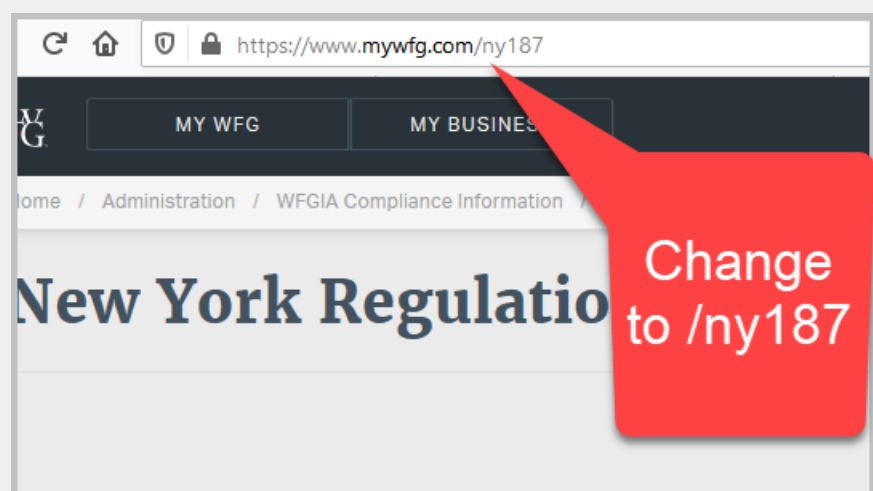 https://www.mywfg.com/ny187
MY WFG MY BUSINE
Home / Administration / WFGIA Compliance Information /
New York Regulatio
Change
to /ny187